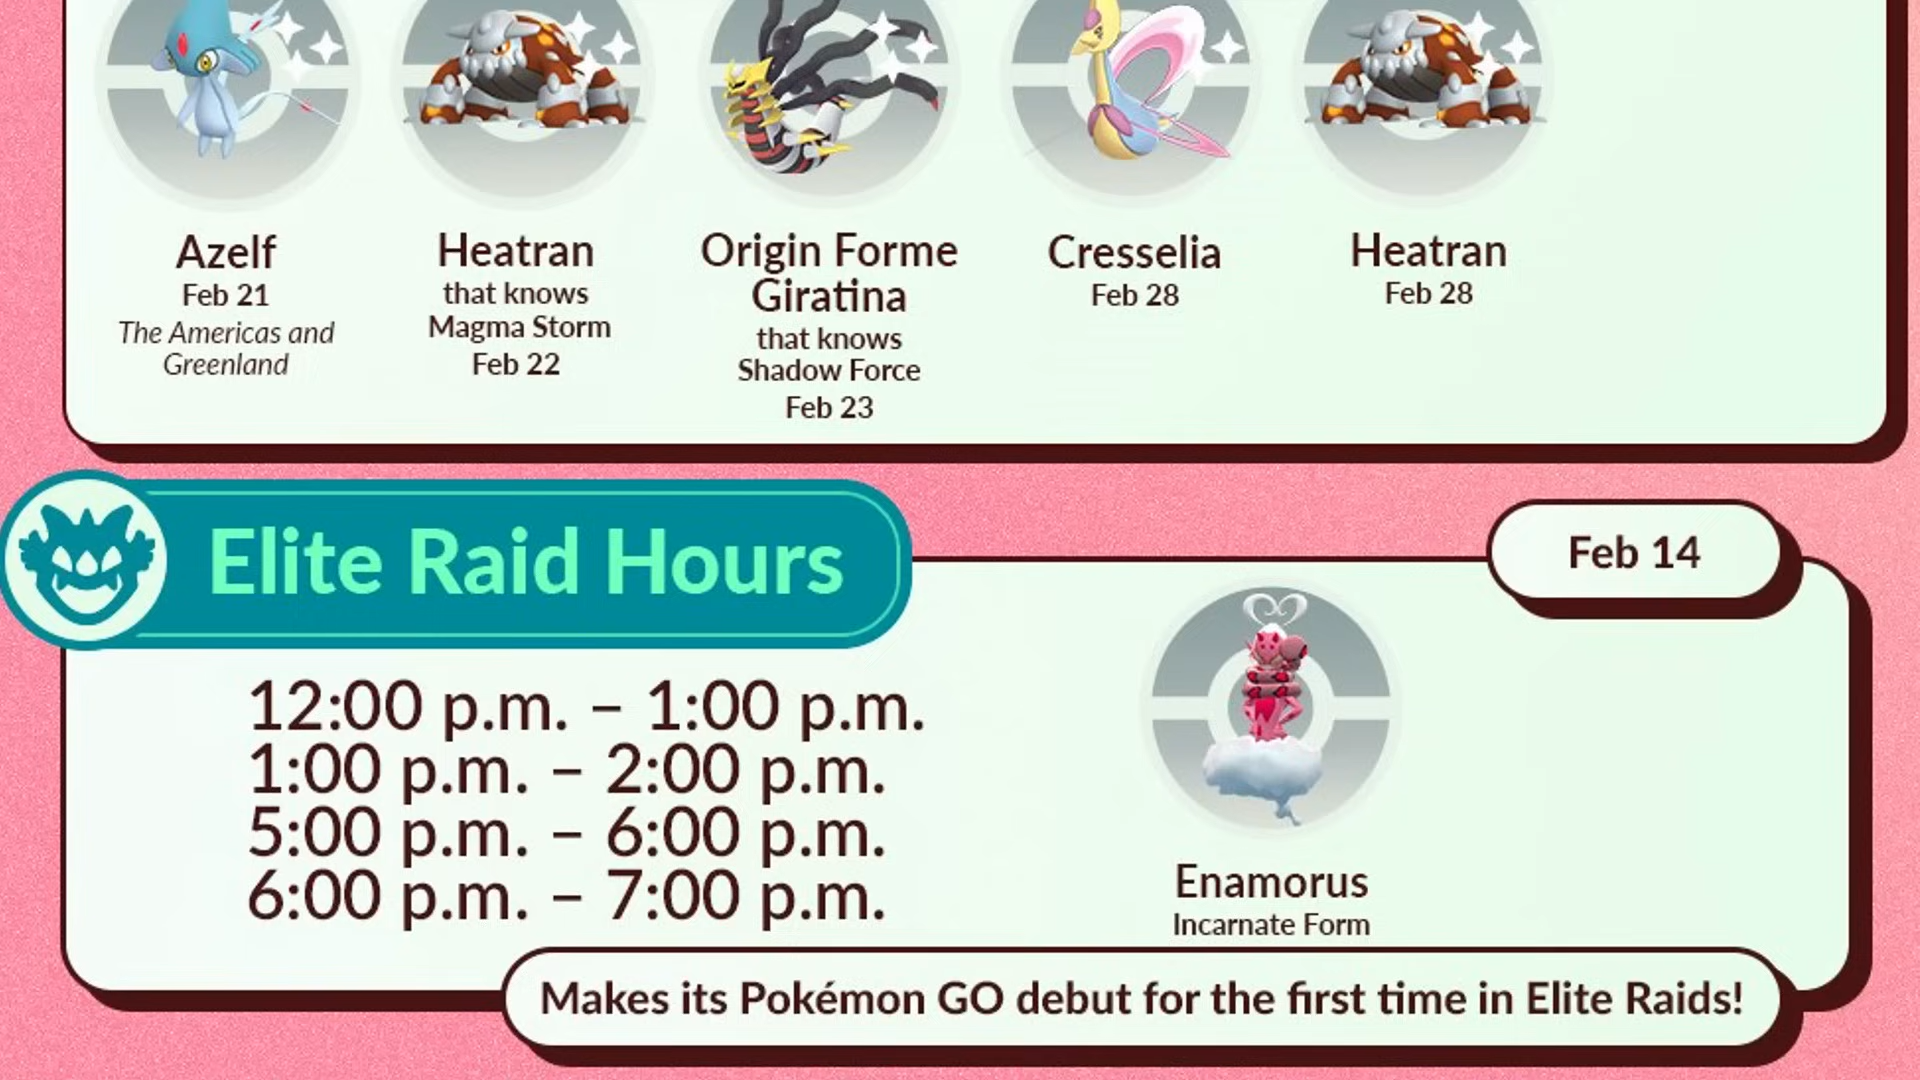 Azelf
Feb 21
The Americas and
Greenland
Heatran
that knows
Magma Storm
Feb 22
Origin Forme
Giratina
that knows
Shadow Force
Feb 23
Cresselia
Feb 28
Heatran
Feb 28
Elite Raid Hours
Feb 14
12:00 p.m. – 1:00 p.m.
1:00 p.m. – 2:00 p.m.
5:00 p.m. – 6:00 p.m.
6:00 p.m. – 7:00 p.m.
Enamorus
Incarnate Form
Makes its Pokémon GO debut for the first time in Elite Raids!